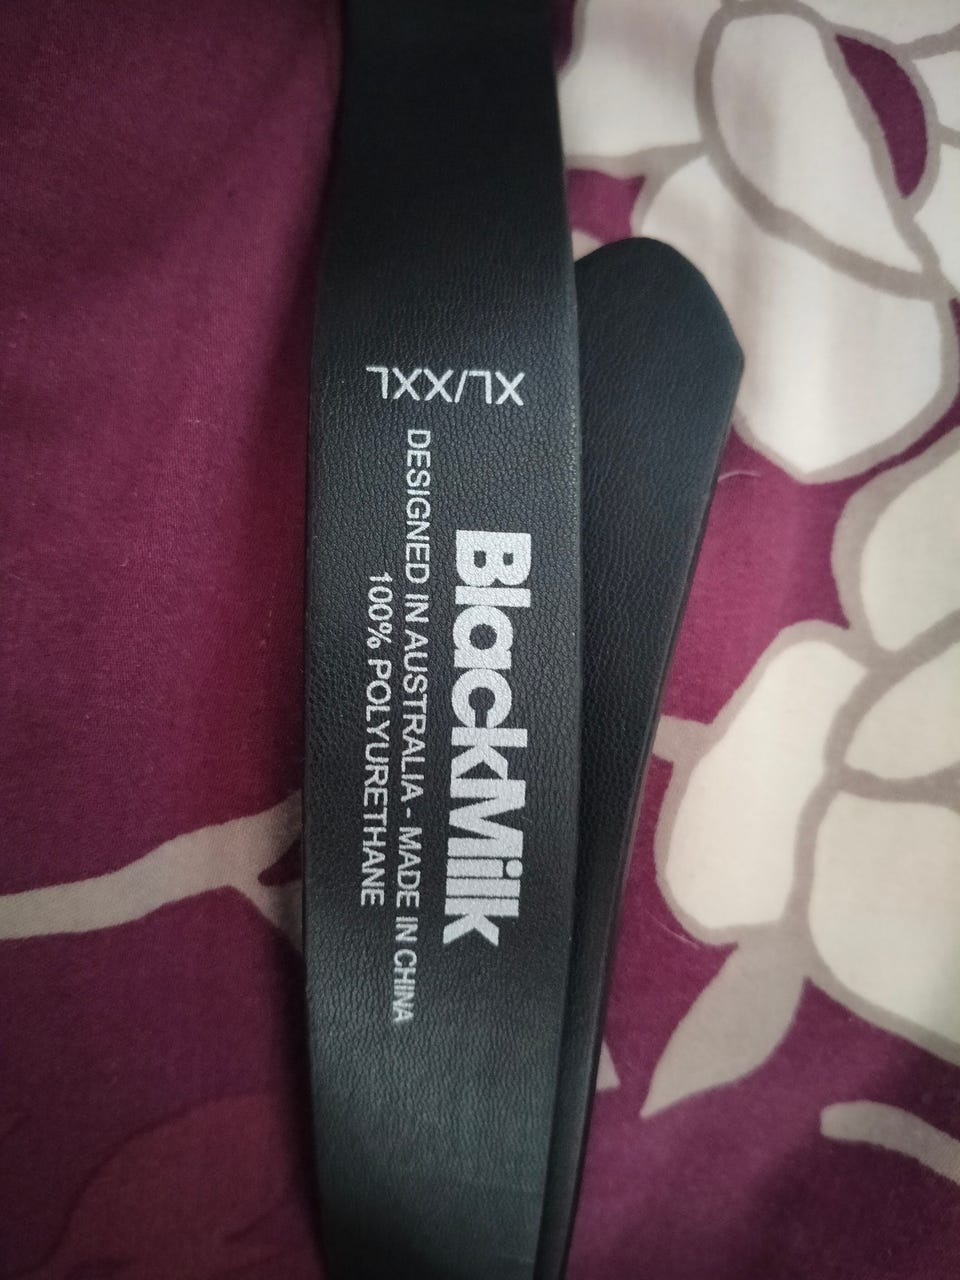 XL/XXL
BlackMilk
DESIGNED IN AUSTRALIA - MADE IN CHINA
100% POLYURETHANE